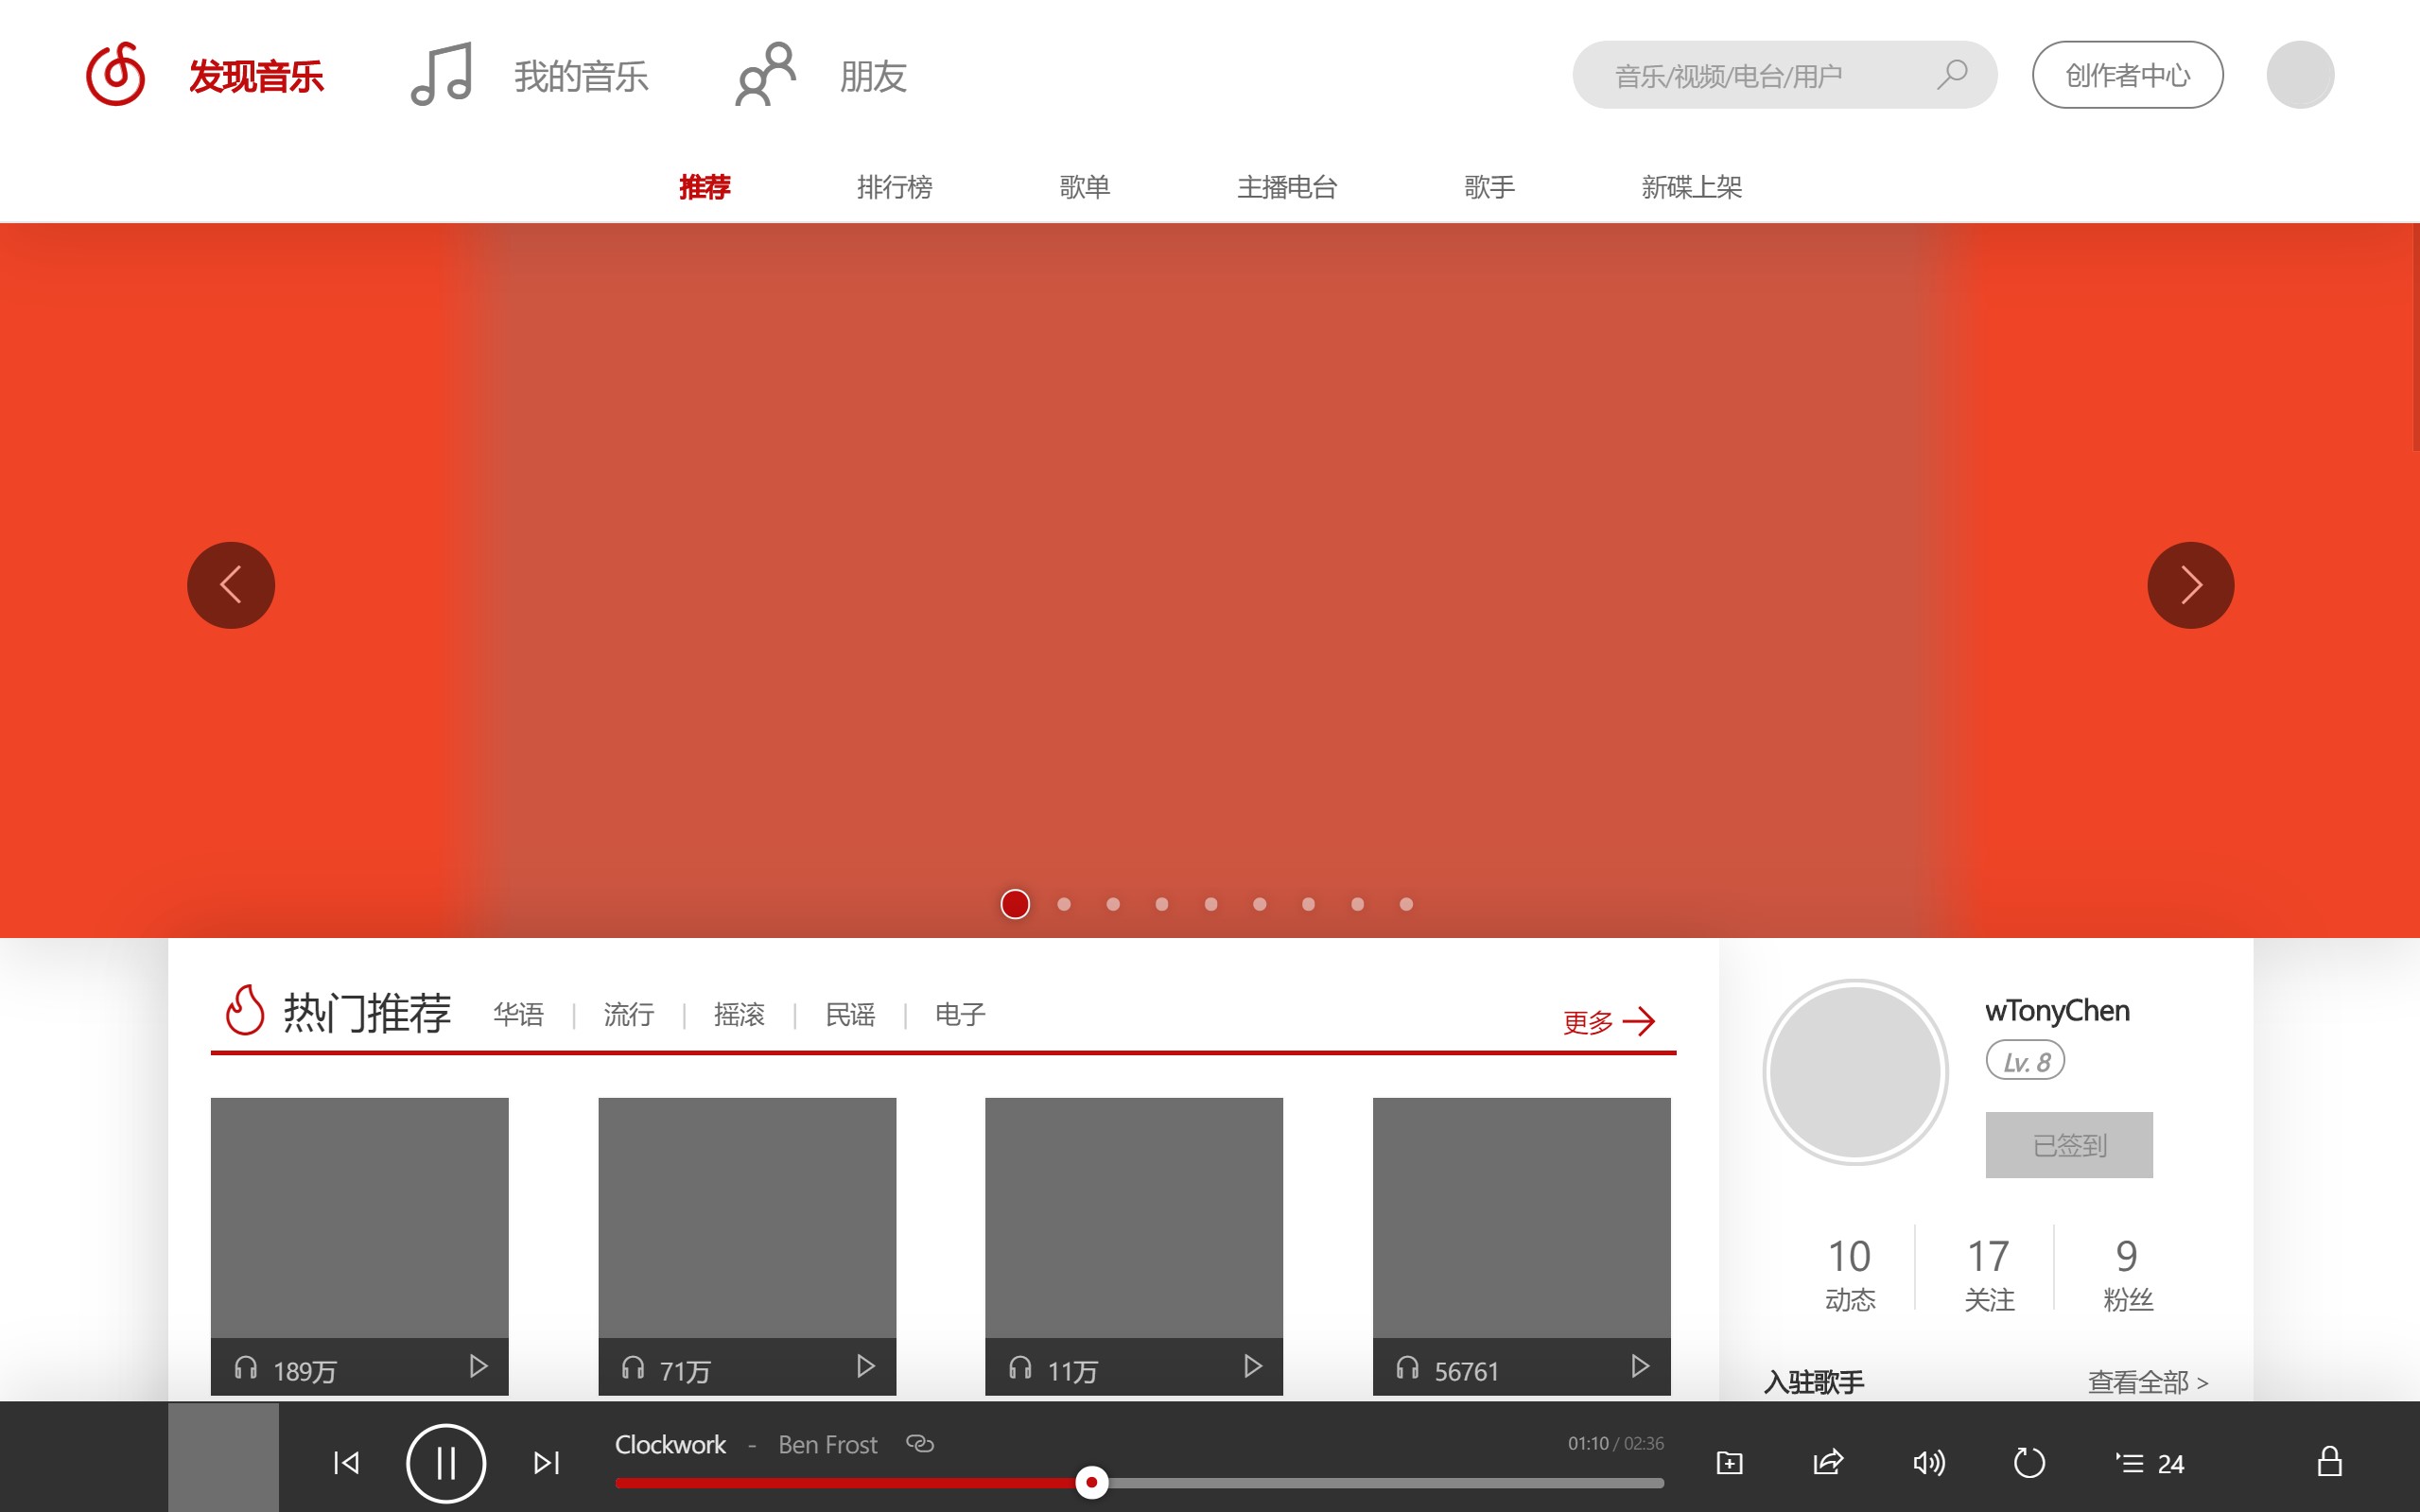 发现音乐 我的音乐 朋友 音乐/视频/电台/用户 创作者中心
推荐 排行榜 歌单 主播电台 歌手 新碟上架
热门推荐 华语 | 流行 | 摇滚 | 民谣 | 电子 更多
189万 71万 11万 56761
wTonyChen
Lv. 8
已签到
10 17 9
动态 关注 粉丝
入驻歌手 查看全部 >
Clockwork - Ben Frost 01:10 / 02:36
24